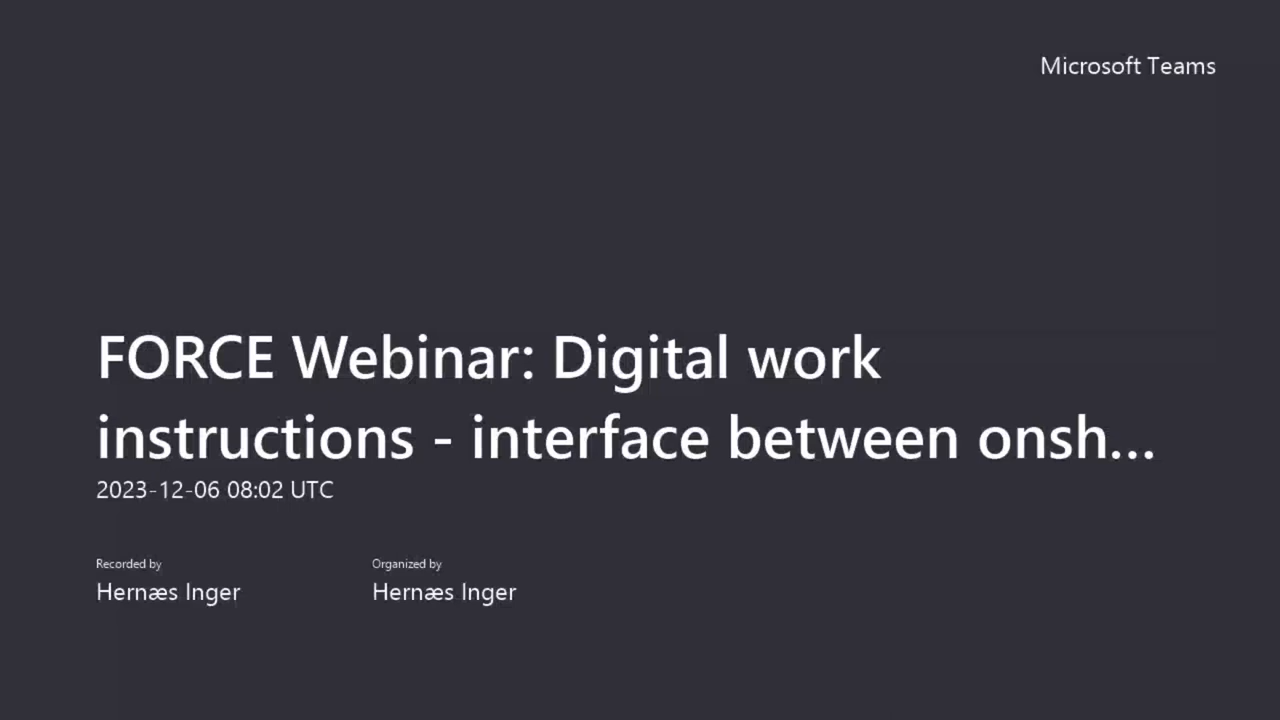 Microsoft Teams
FORCE Webinar: Digital work
instructions - interface between onsh...
2023-12-06 08:02 UTC
Recorded by
Hernæs Inger
Organized by
Hernæs Inger